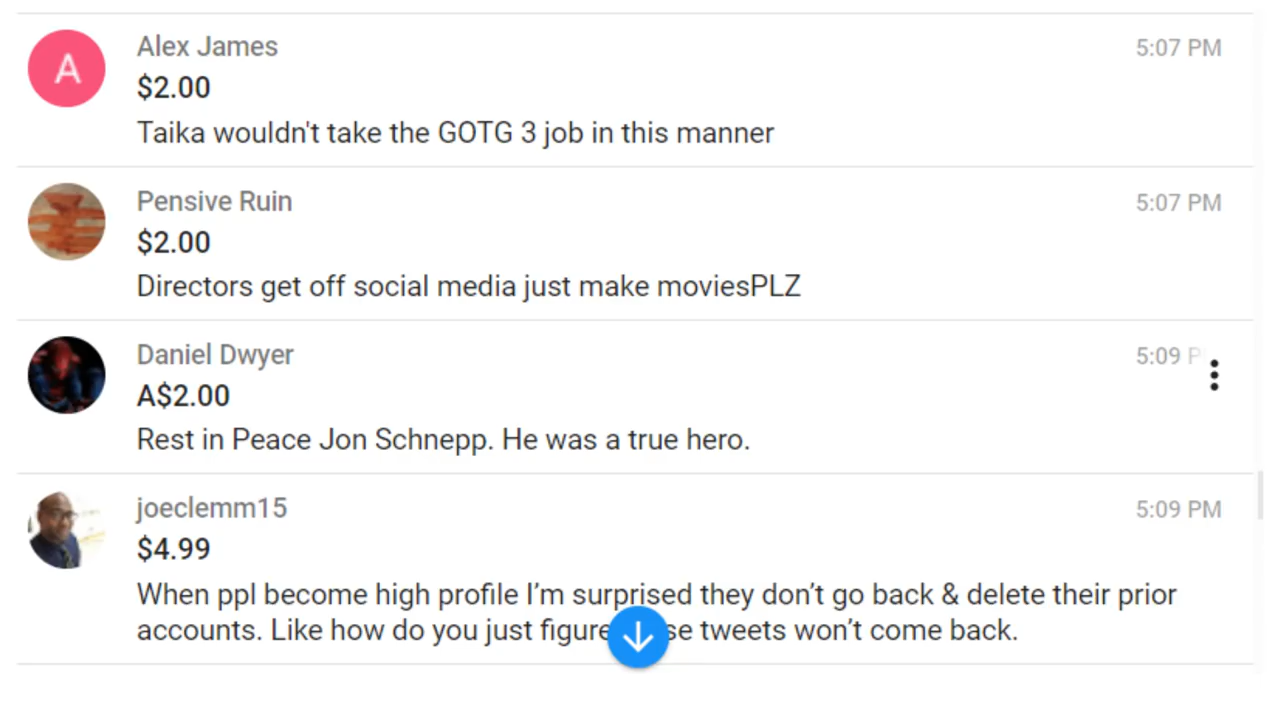 A
Alex James
5:07 PM
$2.00
Taika wouldn't take the GOTG 3 job in this manner
Pensive Ruin
5:07 PM
$2.00
Directors get off social media just make moviesPLZ
Daniel Dwyer
5:09 P
A$2.00
Rest in Peace Jon Schnepp. He was a true hero.
joeclemm15
5:09 PM
$4.99
When ppl become high profile I’m surprised they don’t go back & delete their prior
accounts. Like how do you just figure tweets won’t come back.